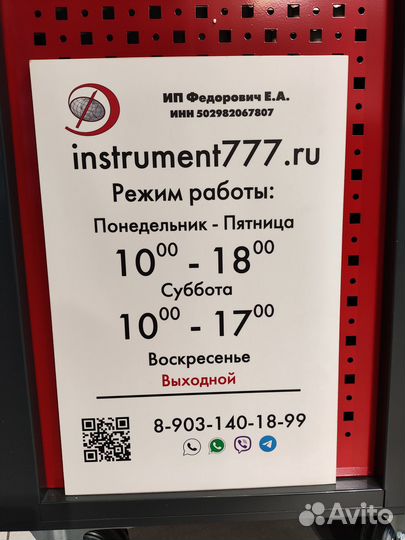 ИП Федорович Е.А.
ИНН 502982067807
instrument777.ru
Режим работы:
Понедельник - Пятница
10⁰⁰ - 18⁰⁰
Суббота
10⁰⁰ - 17⁰⁰
Воскресенье
Выходной
8-903-140-18-99
Avito